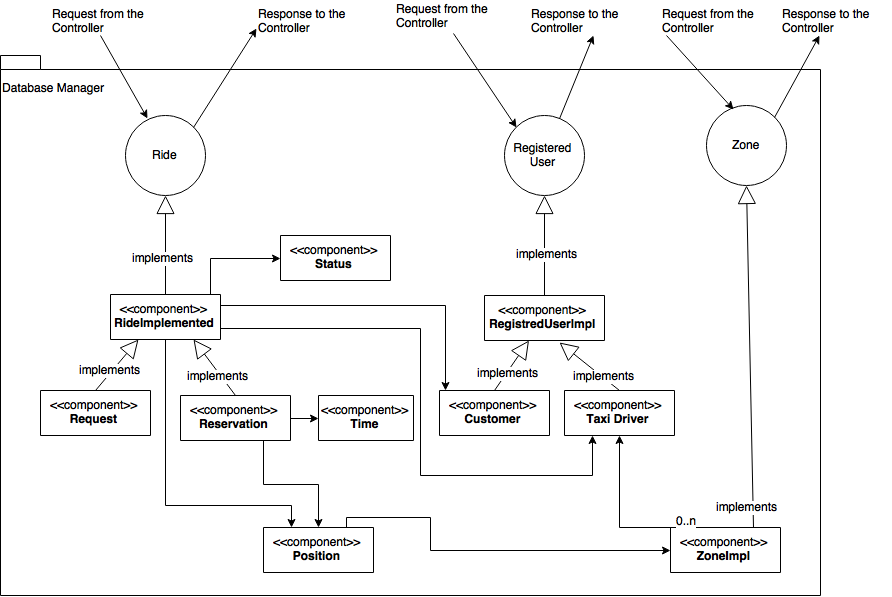 Request from the
Controller
Response to the
Controller
Request from the
Controller
Response to the
Controller
Request from the
Controller
Response to the
Controller
Database Manager
Ride
Registered
User
Zone
implements
<<component>>
Status
implements
<<component>>
RideImplemented
<<component>>
RegistredUserImpl
implements
implements
implements
implements
<<component>>
Request
<<component>>
Reservation
<<component>>
Time
<<component>>
Customer
<<component>>
Taxi Driver
implements
0..n
<<component>>
Position
<<component>>
ZoneImpl